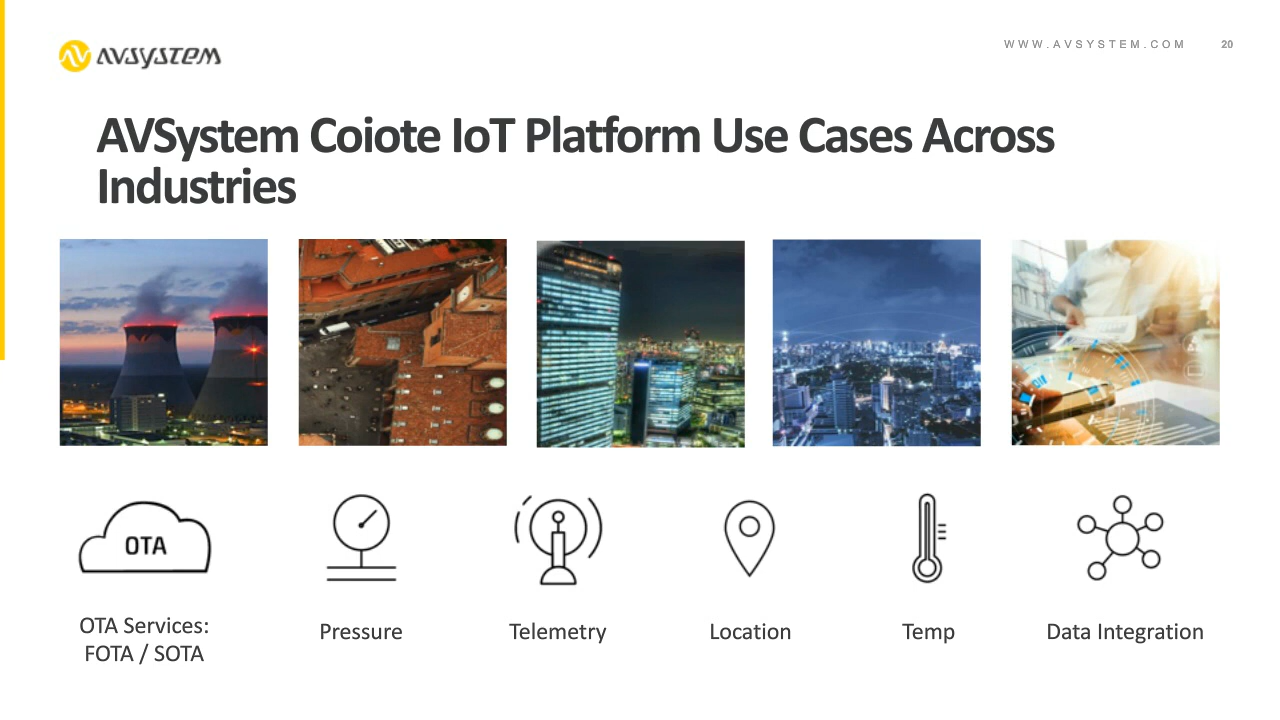 AVSYSTEM
WWW.AVSYSTEM.COM 20
AVSystem Coiote IoT Platform Use Cases Across
Industries
OTA
OTA Services:
FOTA / SOTA
Pressure
Telemetry
Location
Temp
Data Integration